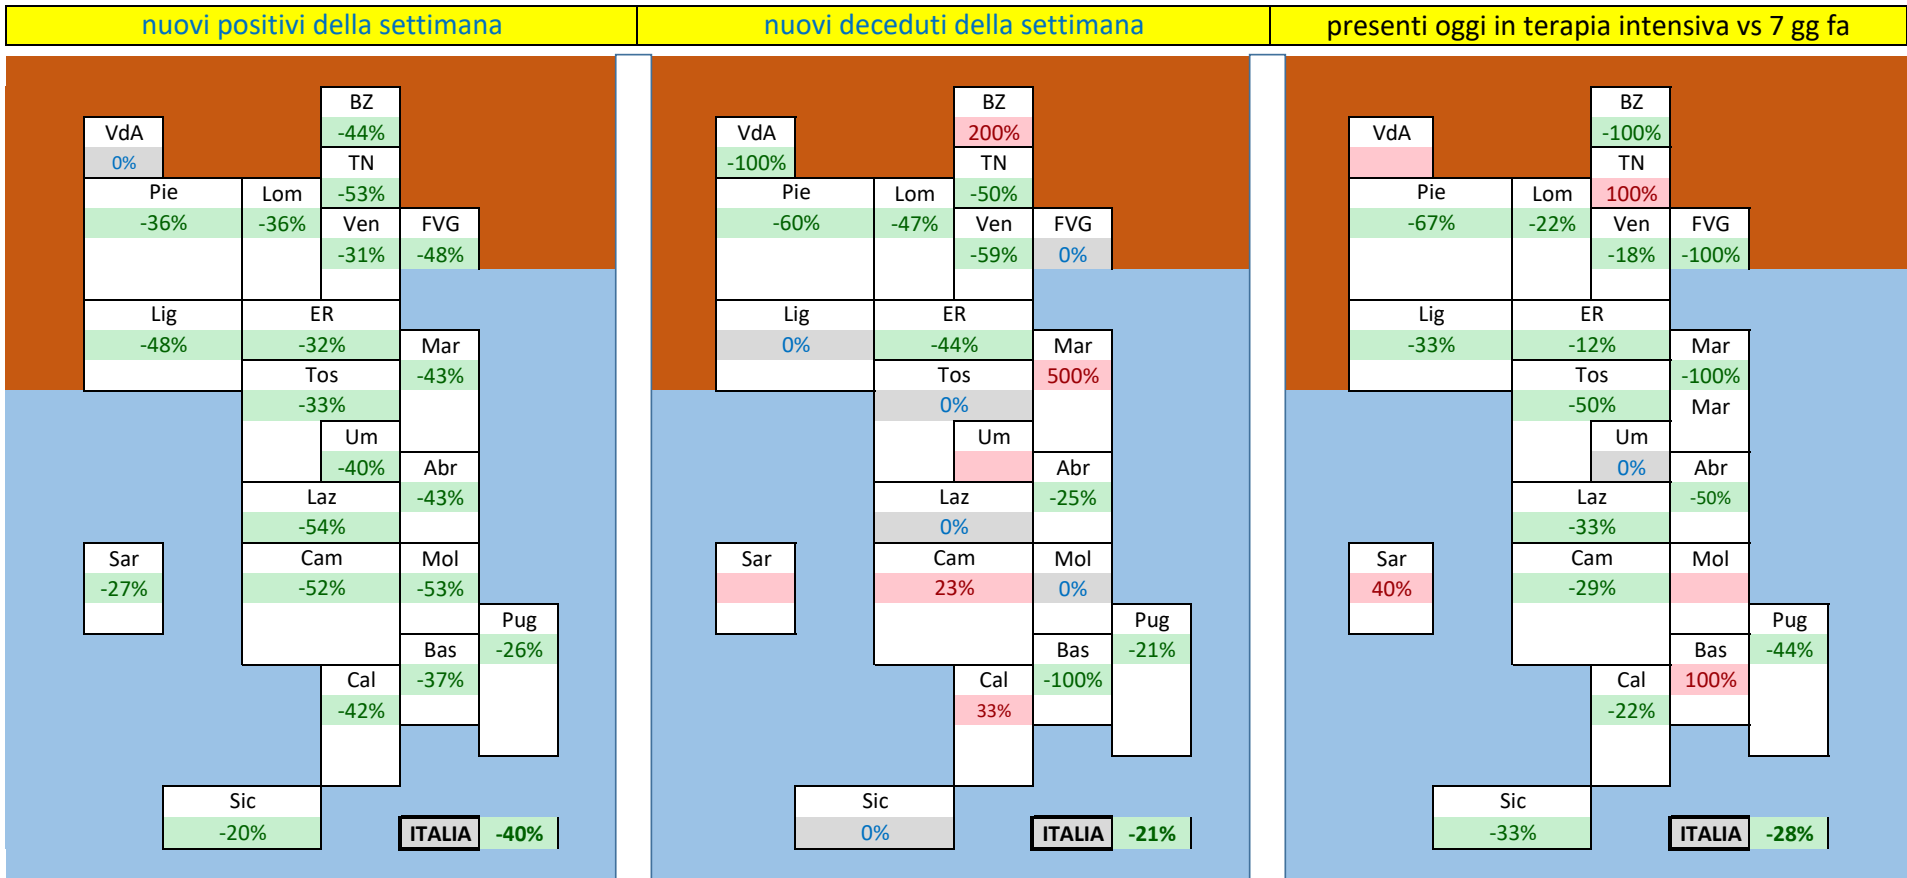 nuovi positivi della settimana
nuovi deceduti della settimana
presenti oggi in terapia intensiva vs 7 gg fa
BZ
VdA -44%
0% TN
Pie Lom -53%
-36% -36% Ven FVG
-31% -48%
Lig ER
-48% -32% Mar
Tos -43%
-33%
Um
-40% Abr
Laz -43%
-54%
Sar Cam Mol
-27% -52% -53%
Pug
Bas -26%
Cal -37%
-42%
Sic
-20% ITALIA -40%
BZ
VdA 200%
-100% TN
Pie Lom -50%
-60% -47% Ven FVG
-59% 0%
Lig ER
0% -44% Mar
Tos 500%
0%
Um
Abr
Laz -25%
0%
Sar Cam Mol
23% 0%
Pug
Bas -21%
Cal -100%
33%
Sic
0% ITALIA -21%
BZ
VdA -100%
TN
Pie Lom 100%
-67% -22% Ven FVG
-18% -100%
Lig ER
-33% -12% Mar
Tos -100%
-50% Mar
Um
0% Abr
Laz -50%
-33%
Sar Cam Mol
40% -29%
Pug
Bas -44%
Cal 100%
-22%
Sic
-33% ITALIA -28%